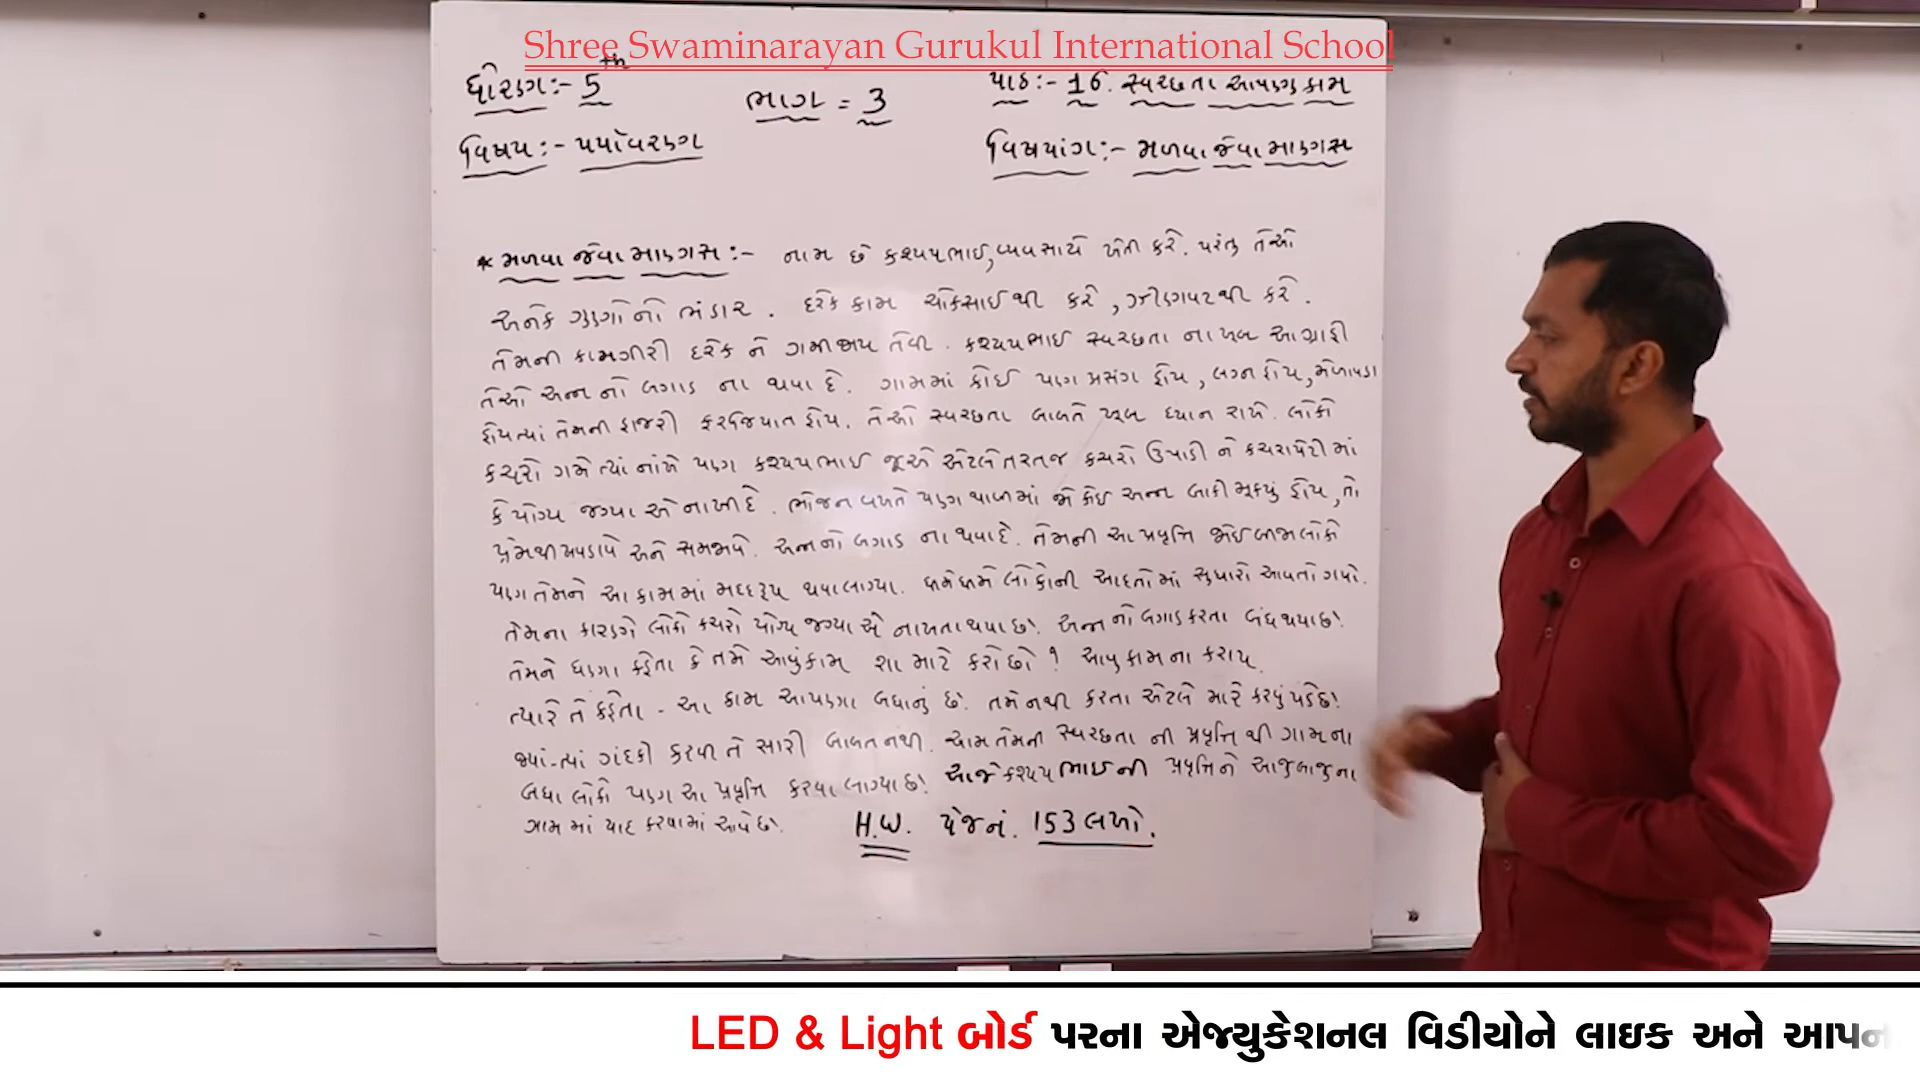 Shree Swaminarayan Gurukul International School
ધોરણ:- 5th
ભાગ = 3
પાઠ:- 16. સ્વચ્છતા આપણું કામ
વિષય:- પર્યાવરણ
વિષયાંગ:- મળવા જેવા માણસ
* મળવા જેવા માણસ:- નામ છે કશ્યપભાઈ, વ્યવસાયે ખેતી કરે. પરંતુ તેઓ
અનેક ગુણોનો ભંડાર. દરેક કામ ચોકસાઈથી કરે, ઝીણવટથી કરે.
તેમની કામગીરી દરેક ને ગમી જાય તેવી. કશ્યપભાઈ સ્વચ્છતા ના ખુબ આગ્રહી
તેઓ અન્ન નો બગાડ ના થવા દે. ગામમાં કોઈ પણ પ્રસંગ હોય, લગ્ન હોય, મેળાવડા
હોય ત્યાં તેમની હાજરી ફરજિયાત હોય. તેઓ સ્વચ્છતા બાબતે ખુબ ધ્યાન રાખે. લોકો
કચરો ગમે ત્યાં નાંખે પણ કશ્યપભાઈ જૂએ એટલે તરતજ કચરો ઉપાડી ને કચરાપેટી માં
કે યોગ્ય જગ્યા એ નાખી દે. ભોજન વખતે પણ થાળમાં જો કોઈ અન્ન બાકી મૂક્યું હોય, તો
પ્રેમથી ખવડાવે અને સમજાવે. અન્નનો બગાડ ના થવા દે. તેમની આ પ્રવૃત્તિ જોઈ બીજા લોકો
પણ તેમને આ કામમાં મદદરૂપ થવા લાગ્યા. ધીમે ધીમે લોકોની આદતોમાં સુધારો આવતો ગયો.
તેમના કારણે લોકો કચરો યોગ્ય જગ્યા એ નાખતા થયા છે. અન્નનો બગાડ કરતા બંધ થયા છે.
તેમને ઘણા કહેતા કે તમે આવું કામ શા માટે કરો છો ? આવુ કામ ના કરાય.
ત્યારે તે કહેતા - આ કામ આપણા બધાનું છે. તમે નથી કરતા એટલે મારે કરવું પડે છે.
જ્યાં-ત્યાં ગંદકી કરવી તે સારી બાબત નથી. આમ તેમની સ્વચ્છતા ની પ્રવૃત્તિ થી ગામના
બધા લોકો પણ આ પ્રવૃત્તિ કરવા લાગ્યા છે. આજે કશ્યપભાઈની પ્રવૃત્તિને આજુબાજુના
ગામમાં યાદ કરવામાં આવે છે.
H.W. પેજ નં. 153 લખો.
LED & Light બોર્ડ પરના એજ્યુકેશનલ વિડીયોને લાઇક અને આપન